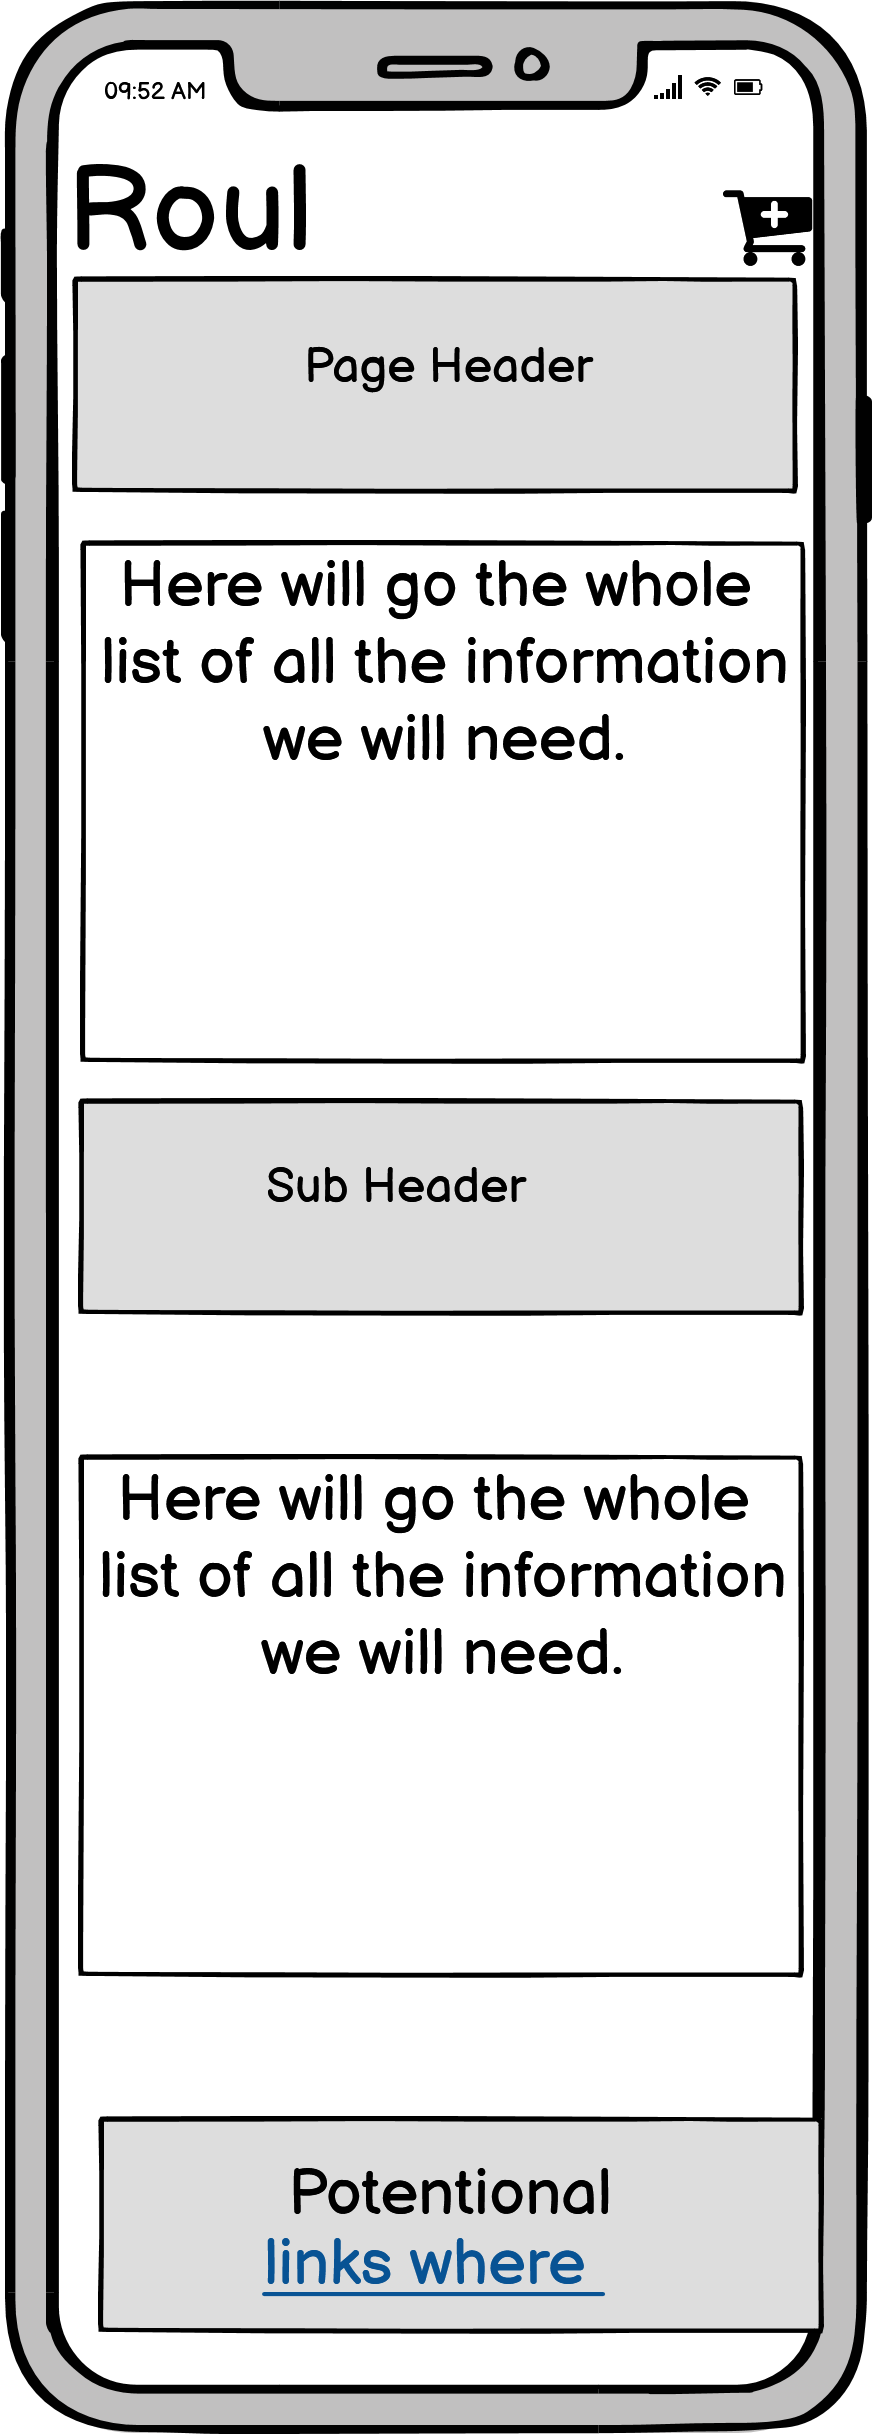 09:52 AM
Roul
Page Header
Here will go the whole
list of all the information
we will need.
Sub Header
Here will go the whole
list of all the information
we will need.
Potentional
links where